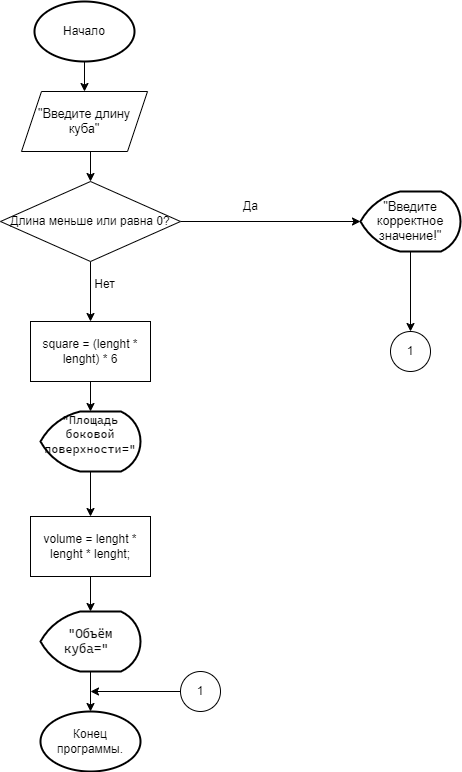 Начало
"Введите длину
куба"
Длина меньше или равна 0?
Да
"Введите
корректное
значение!"
Нет
1
square = (lenght *
lenght) * 6
"Площадь
боковой
поверхности="
volume = lenght *
lenght * lenght;
"Объём
куба="
1
Конец
программы.